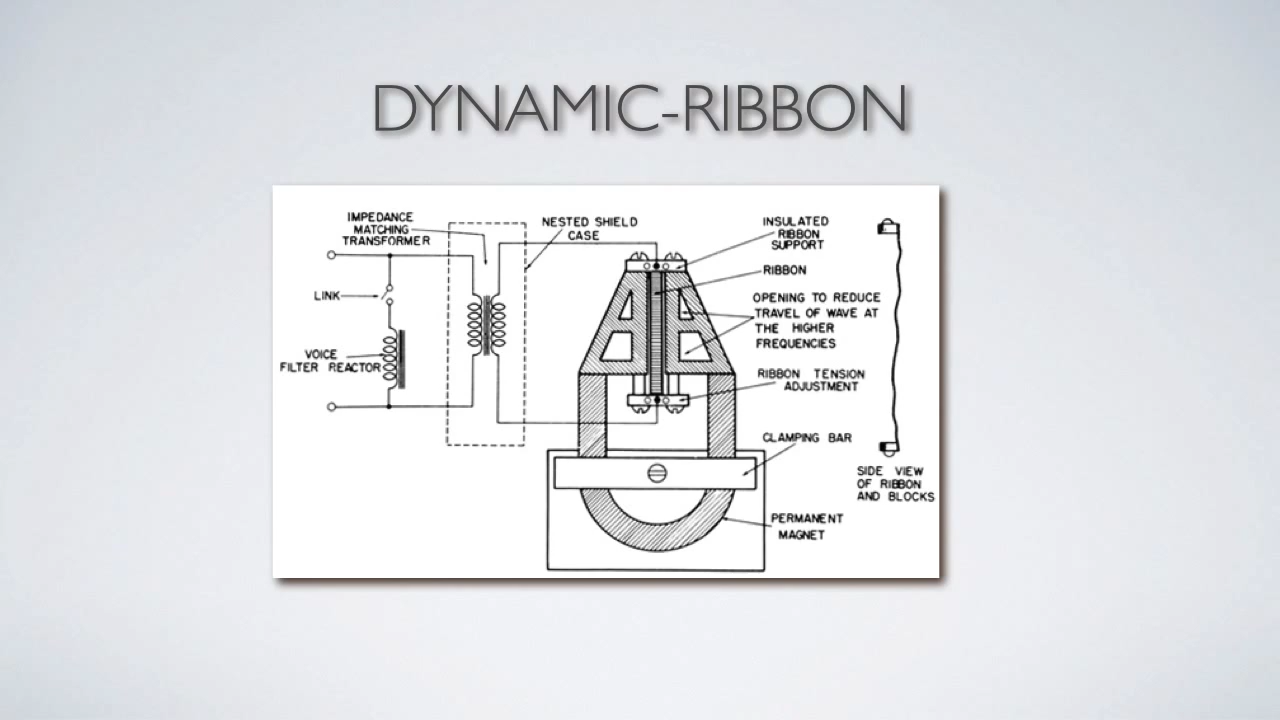 DYNAMIC-RIBBON
IMPEDANCE
MATCHING
TRANSFORMER
NESTED SHIELD
CASE
INSULATED
RIBBON
SUPPORT
RIBBON
LINK
OPENING TO REDUCE
TRAVEL OF WAVE AT
THE HIGHER
FREQUENCIES
VOICE
FILTER REACTOR
RIBBON TENSION
ADJUSTMENT
CLAMPING BAR
SIDE VIEW
OF RIBBON
AND BLOCKS
PERMANENT
MAGNET